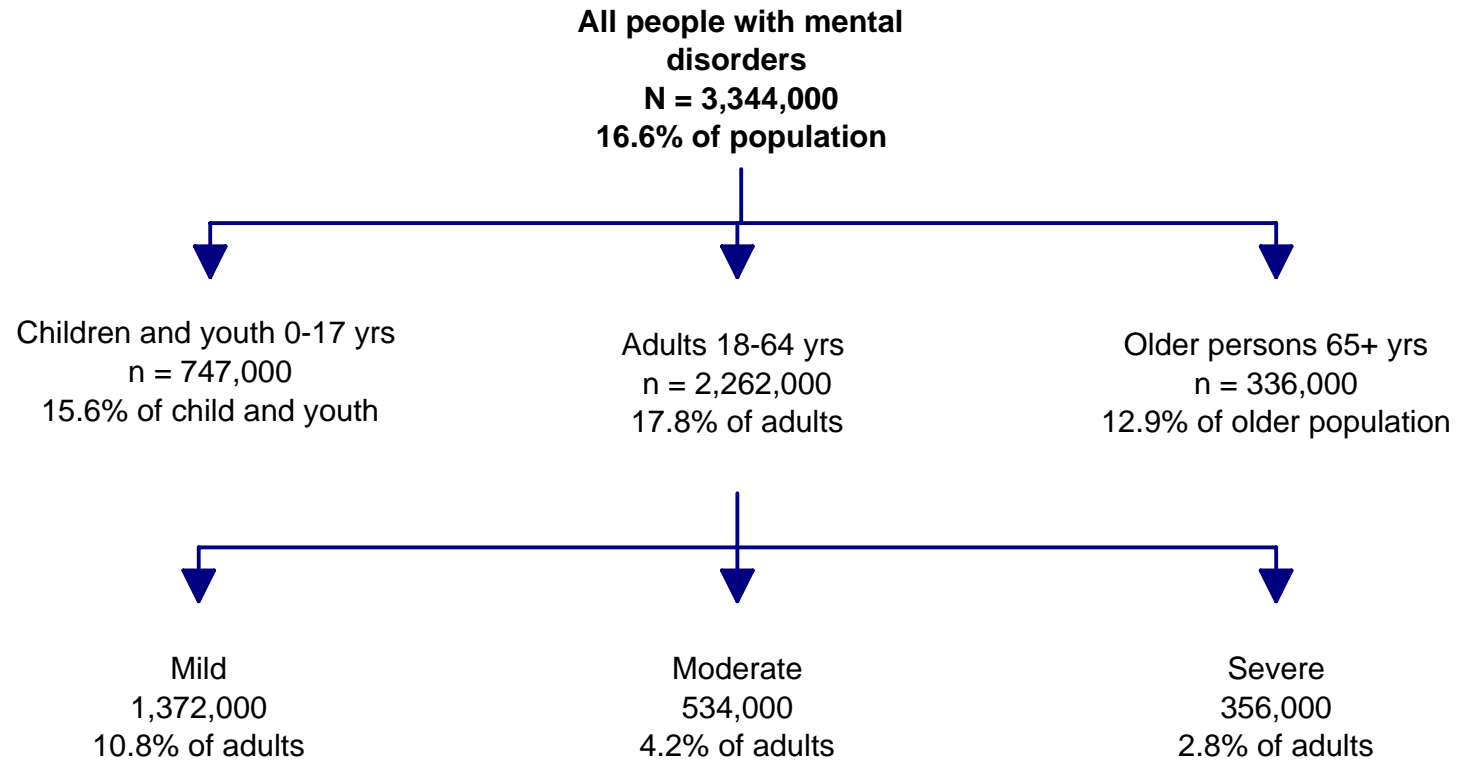 All people with mental
disorders
N = 3,344,000
16.6% of population
Children and youth 0-17 yrs
n = 747,000
15.6% of child and youth
Adults 18-64 yrs
n = 2,262,000
17.8% of adults
Older persons 65+ yrs
n = 336,000
12.9% of older population
Mild
1,372,000
10.8% of adults
Moderate
534,000
4.2% of adults
Severe
356,000
2.8% of adults